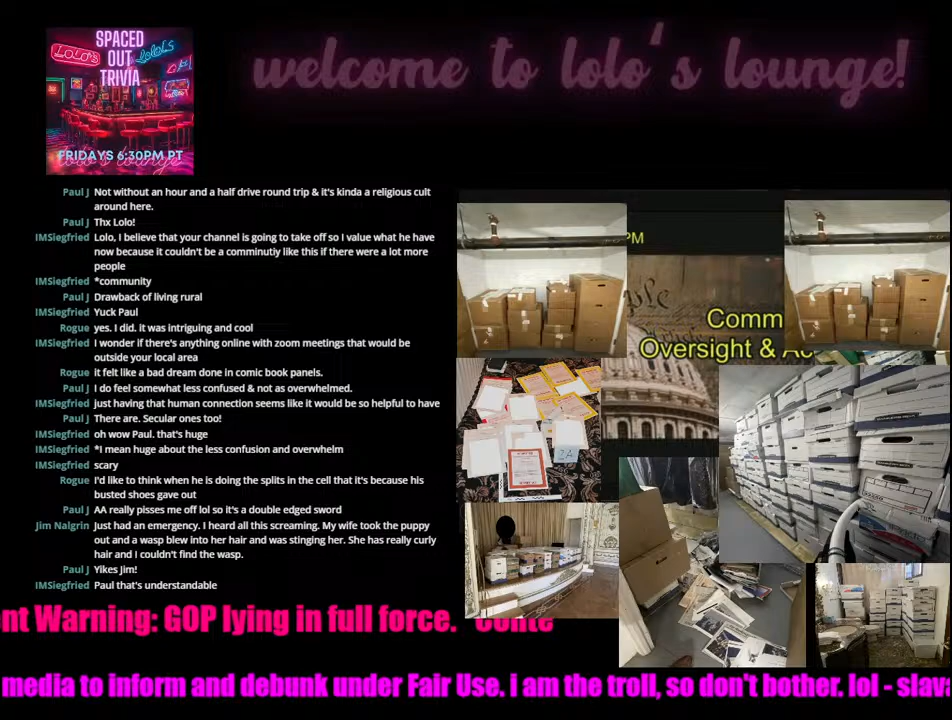 SPACED
OUT
TRIVIA
LOLO'S
FRIDAYS 6:30PM PT
lolo's lounge
welcome to lolo's lounge!
Paul J Not without an hour and a half drive round trip & it's kinda a religious cult
around here.
Paul J Thx Lolo!
IMSiegfried Lolo, I believe that your channel is going to take off so I value what he have
now because it couldn't be a comminutiy like this if there were a lot more
people
IMSiegfried *community
Paul J Drawback of living rural
IMSiegfried Yuck Paul
Rogue yes. I did. it was intriguing and cool
IMSiegfried I wonder if there's anything online with zoom meetings that would be
outside your local area
Rogue it felt like a bad dream done in comic book panels.
Paul J I do feel somewhat less confused & not as overwhelmed.
IMSiegfried just having that human connection seems like it would be so helpful to have
Paul J There are. Secular ones too!
IMSiegfried oh wow Paul. that's huge
IMSiegfried *I mean huge about the less confusion and overwhelm
IMSiegfried scary
Rogue I'd like to think when he is doing the splits in the cell that it's because his
busted shoes gave out
Paul J AA really pisses me off lol so it's a double edged sword
Jim Nalgrin Just had an emergency. I heard all this screaming. My wife took the puppy
out and a wasp blew into her hair and was stinging her. She has really curly
hair and I couldn't find the wasp.
Paul J Yikes Jim!
IMSiegfried Paul that's understandable
PM
ple
Comm
Oversight & Ac
2A
nt Warning: GOP lying in full force. "Conte
media to inform and debunk under Fair Use. i am the troll, so don't bother. lol - slava